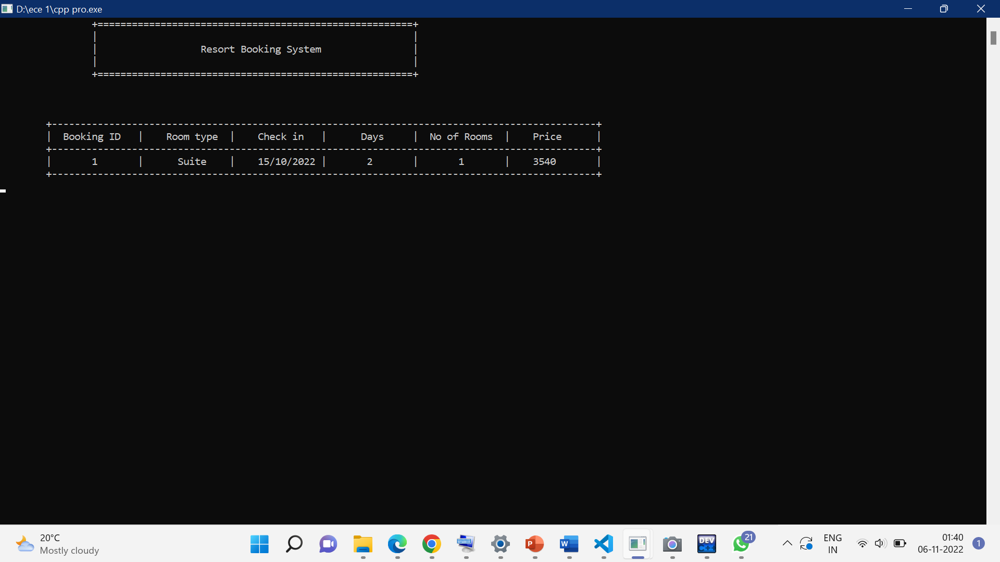 D:\ece 1\cpp pro.exe
+=======================================================+
| |
| Resort Booking System |
| |
+=======================================================+
+-----------------------------------------------------------------------------------------------+
| Booking ID | Room type | Check in | Days | No of Rooms | Price |
+-----------------------------------------------------------------------------------------------+
| 1 | Suite | 15/10/2022 | 2 | 1 | 3540 |
+-----------------------------------------------------------------------------------------------+
20°C
Mostly cloudy
P
W
DEV
C++
21
ENG
IN
01:40
06-11-2022
1